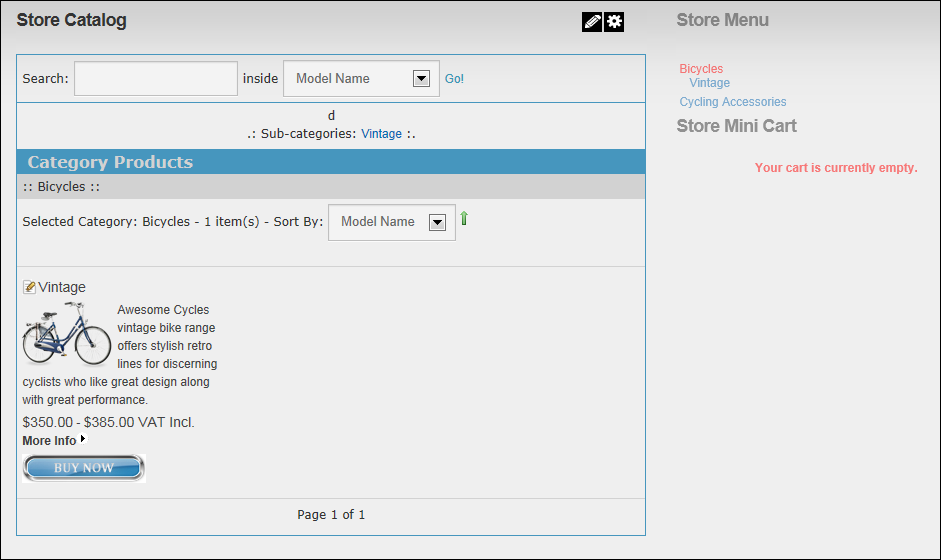 Store Catalog
Search: inside Model Name Go!
d
.: Sub-categories: Vintage :.
Category Products
:: Bicycles ::
Selected Category: Bicycles - 1 item(s) - Sort By: Model Name
Vintage
Awesome Cycles
vintage bike range
offers stylish retro
lines for discerning
cyclists who like great design along
with great performance.
$350.00 - $385.00 VAT Incl.
More Info
BUY NOW
Page 1 of 1
Store Menu
Bicycles
Vintage
Cycling Accessories
Store Mini Cart
Your cart is currently empty.